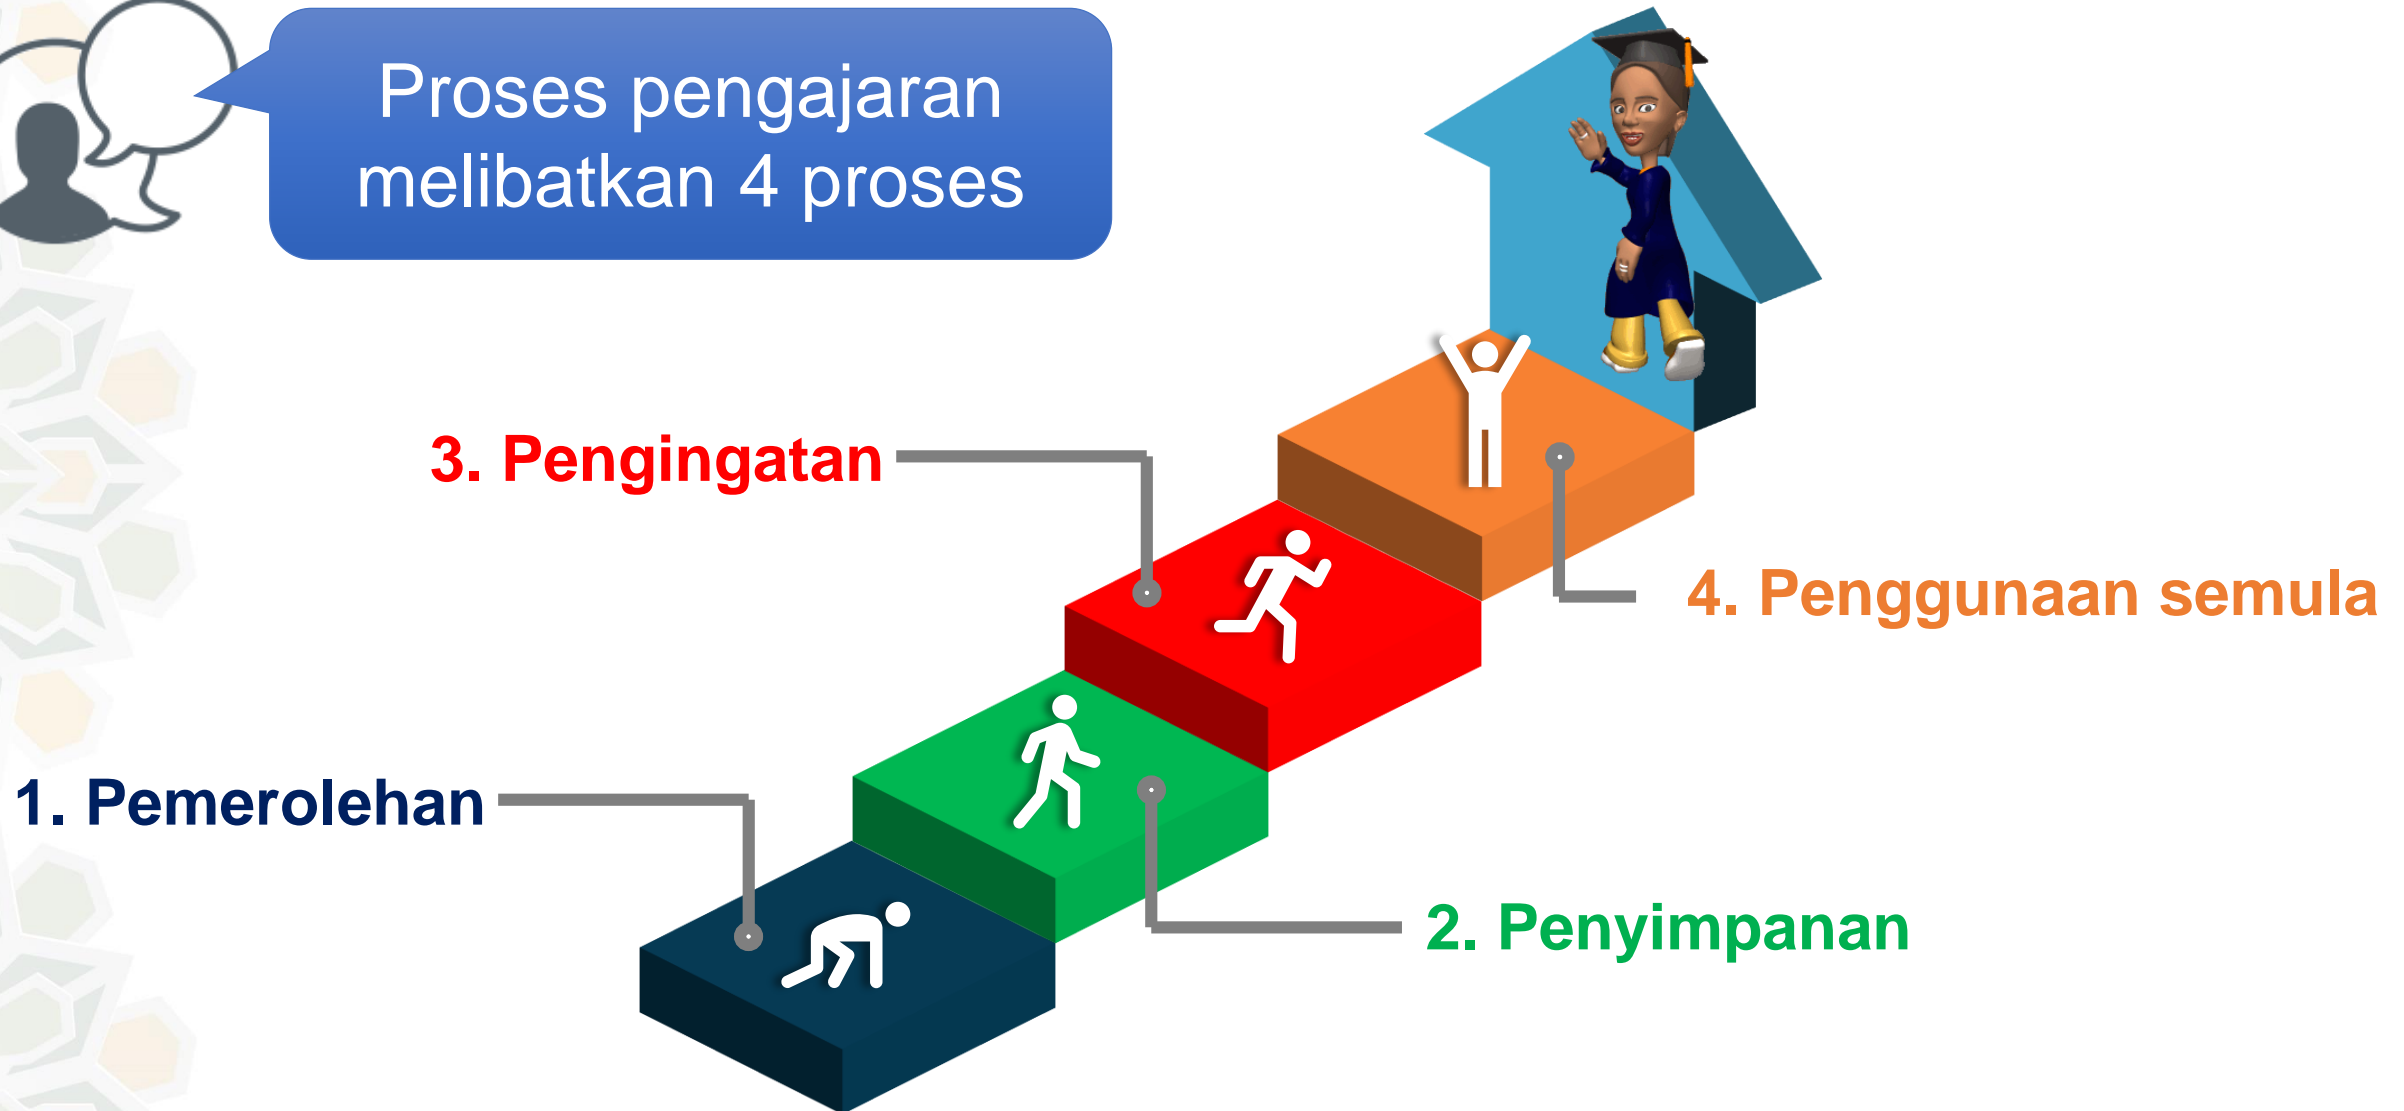 Proses pengajaran
melibatkan 4 proses
3. Pengingatan
4. Penggunaan semula
1. Pemerolehan
2. Penyimpanan